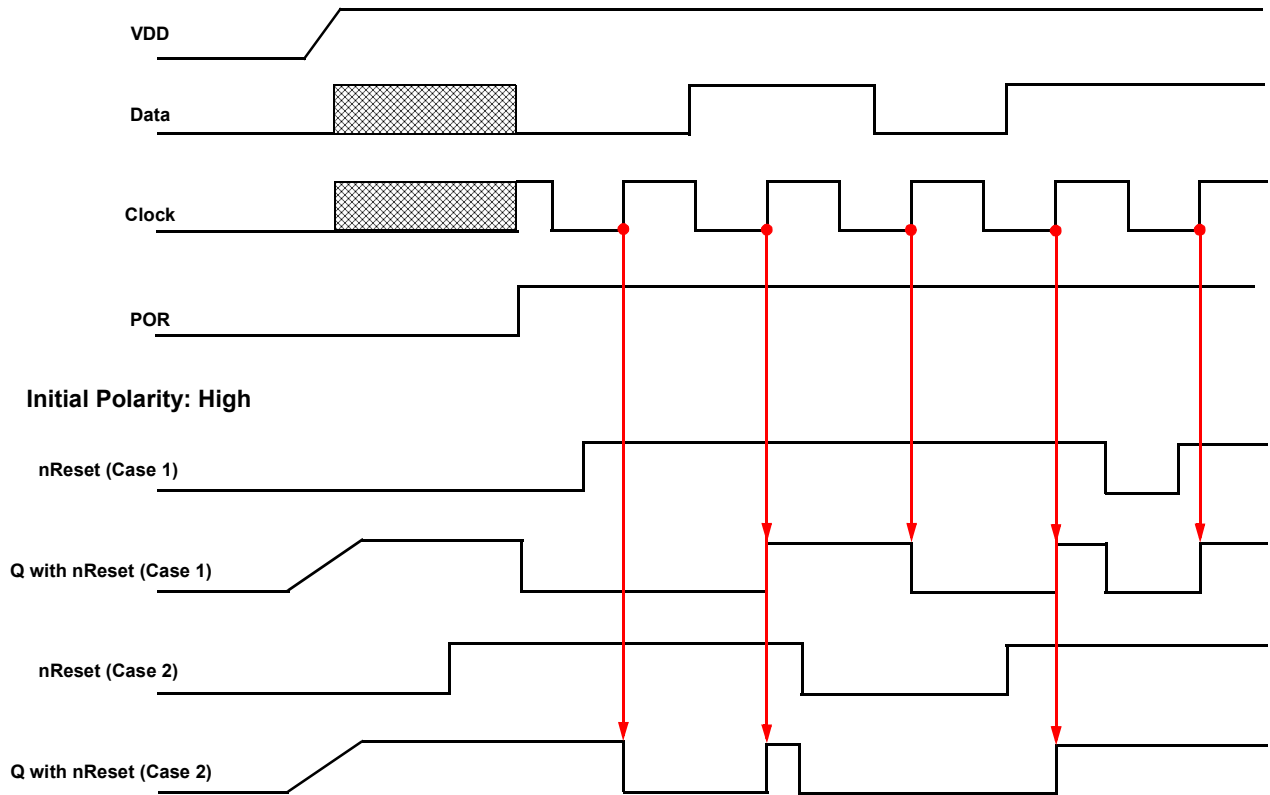 VDD
Data
Clock
POR
Initial Polarity: High
nReset (Case 1)
Q with nReset (Case 1)
nReset (Case 2)
Q with nReset (Case 2)